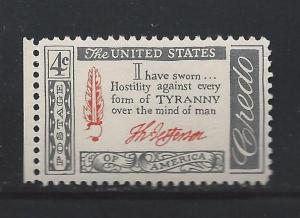 4¢
The UNITED STATES
I have sworn...
Hostility against every
form of TYRANNY
over the mind of man
Th Jefferson
POSTAGE
OF AMERICA
Credo